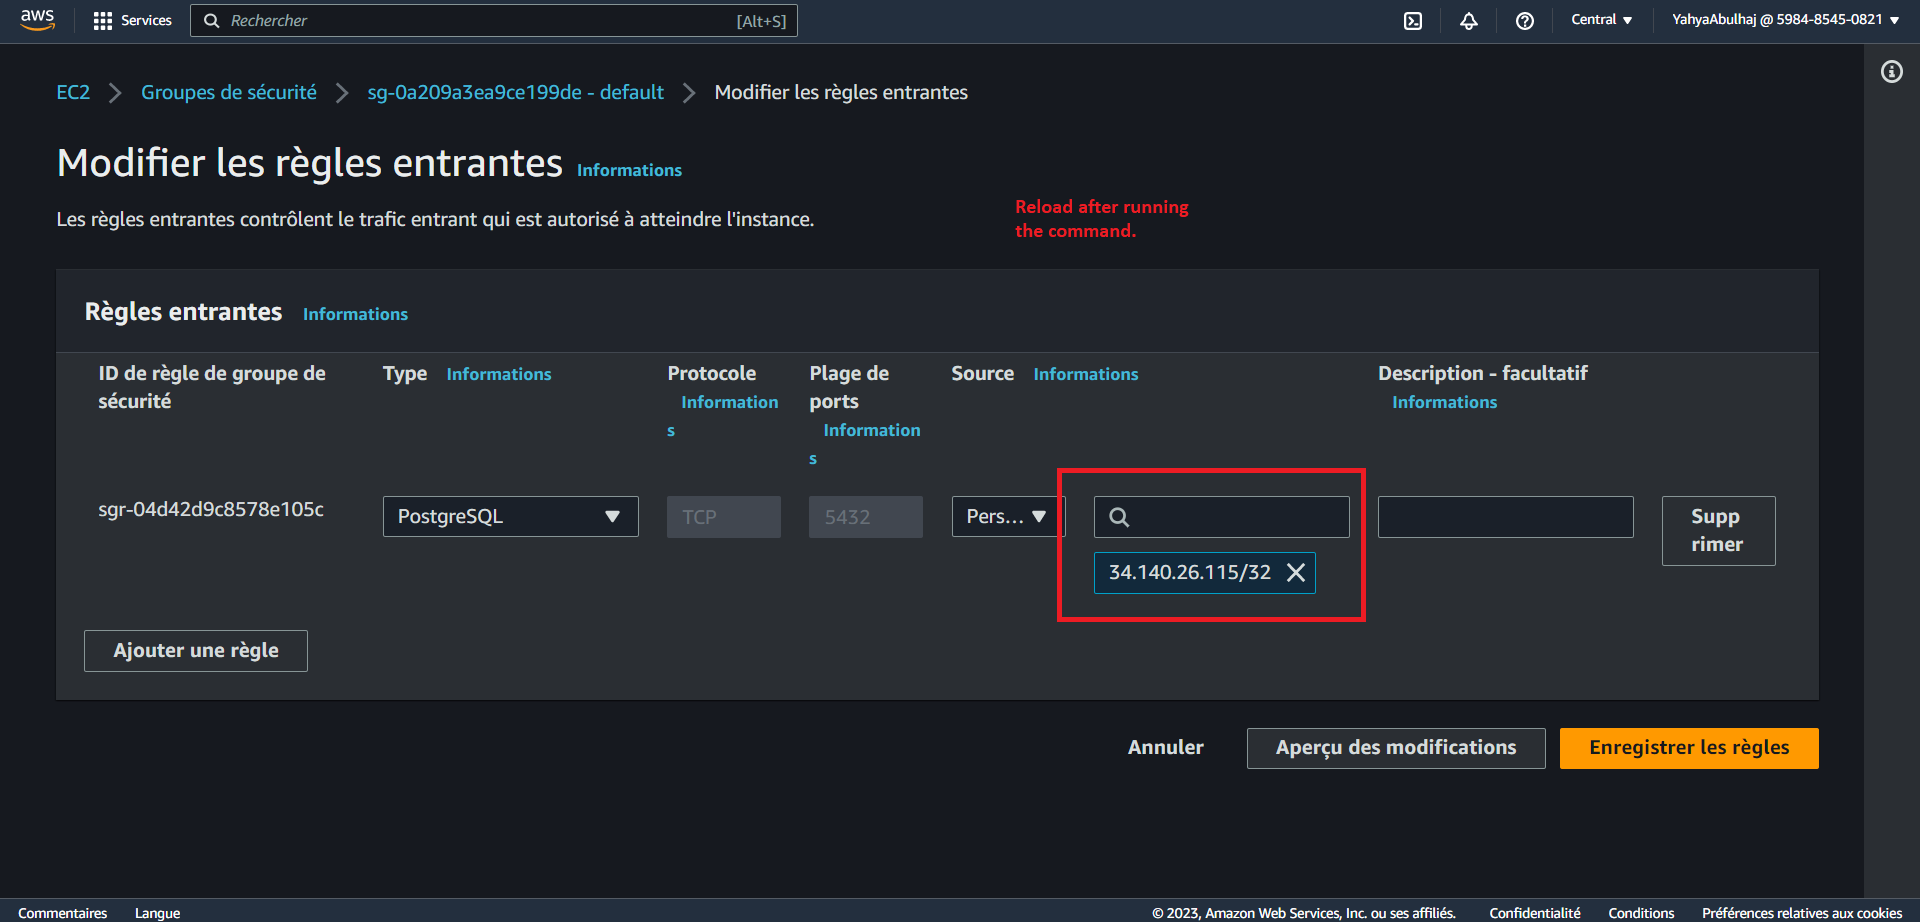 aws
Services
Rechercher
[Alt+S]
Central
YahyaAbulhaj @ 5984-8545-0821
EC2
Groupes de sécurité
sg-0a209a3ea9ce199de - default
Modifier les règles entrantes
Modifier les règles entrantes
Informations
Les règles entrantes contrôlent le trafic entrant qui est autorisé à atteindre l'instance.
Reload after running
the command.
Règles entrantes
Informations
ID de règle de groupe de
sécurité
Type
Informations
Protocole
Information
s
Plage de
ports
Information
s
Source
Informations
Description - facultatif
Informations
sgr-04d42d9c8578e105c
PostgreSQL
TCP
5432
Pers...
34.140.26.115/32
Supp
rimer
Ajouter une règle
Annuler
Aperçu des modifications
Enregistrer les règles
Commentaires
Langue
© 2023, Amazon Web Services, Inc. ou ses affiliés.
Confidentialité
Conditions
Préférences relatives aux cookies